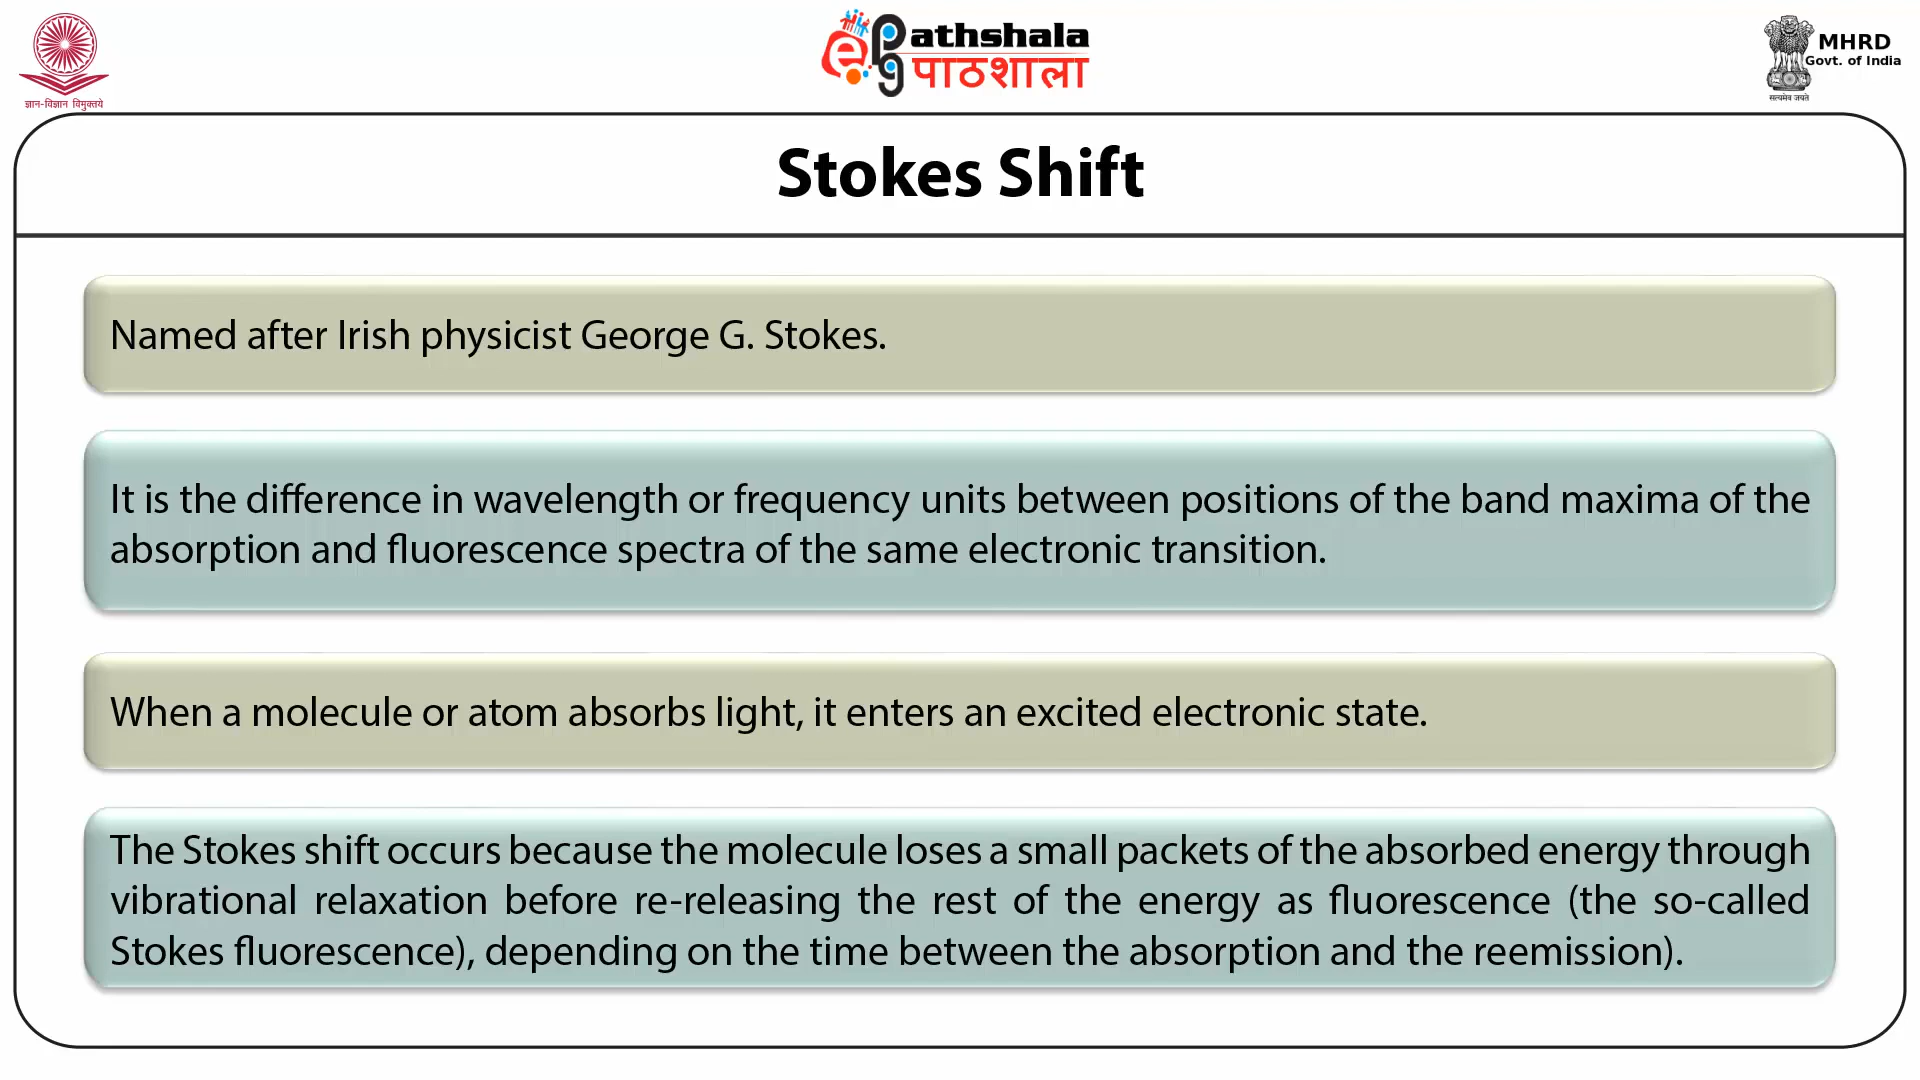 ज्ञान-विज्ञान विमुक्तये
ePg
athshala
पाठशाला
MHRD
Govt. of India
सत्यमेव जयते
Stokes Shift
Named after Irish physicist George G. Stokes.
It is the difference in wavelength or frequency units between positions of the band maxima of the
absorption and fluorescence spectra of the same electronic transition.
When a molecule or atom absorbs light, it enters an excited electronic state.
The Stokes shift occurs because the molecule loses a small packets of the absorbed energy through
vibrational relaxation before re-releasing the rest of the energy as fluorescence (the so-called
Stokes fluorescence), depending on the time between the absorption and the reemission).